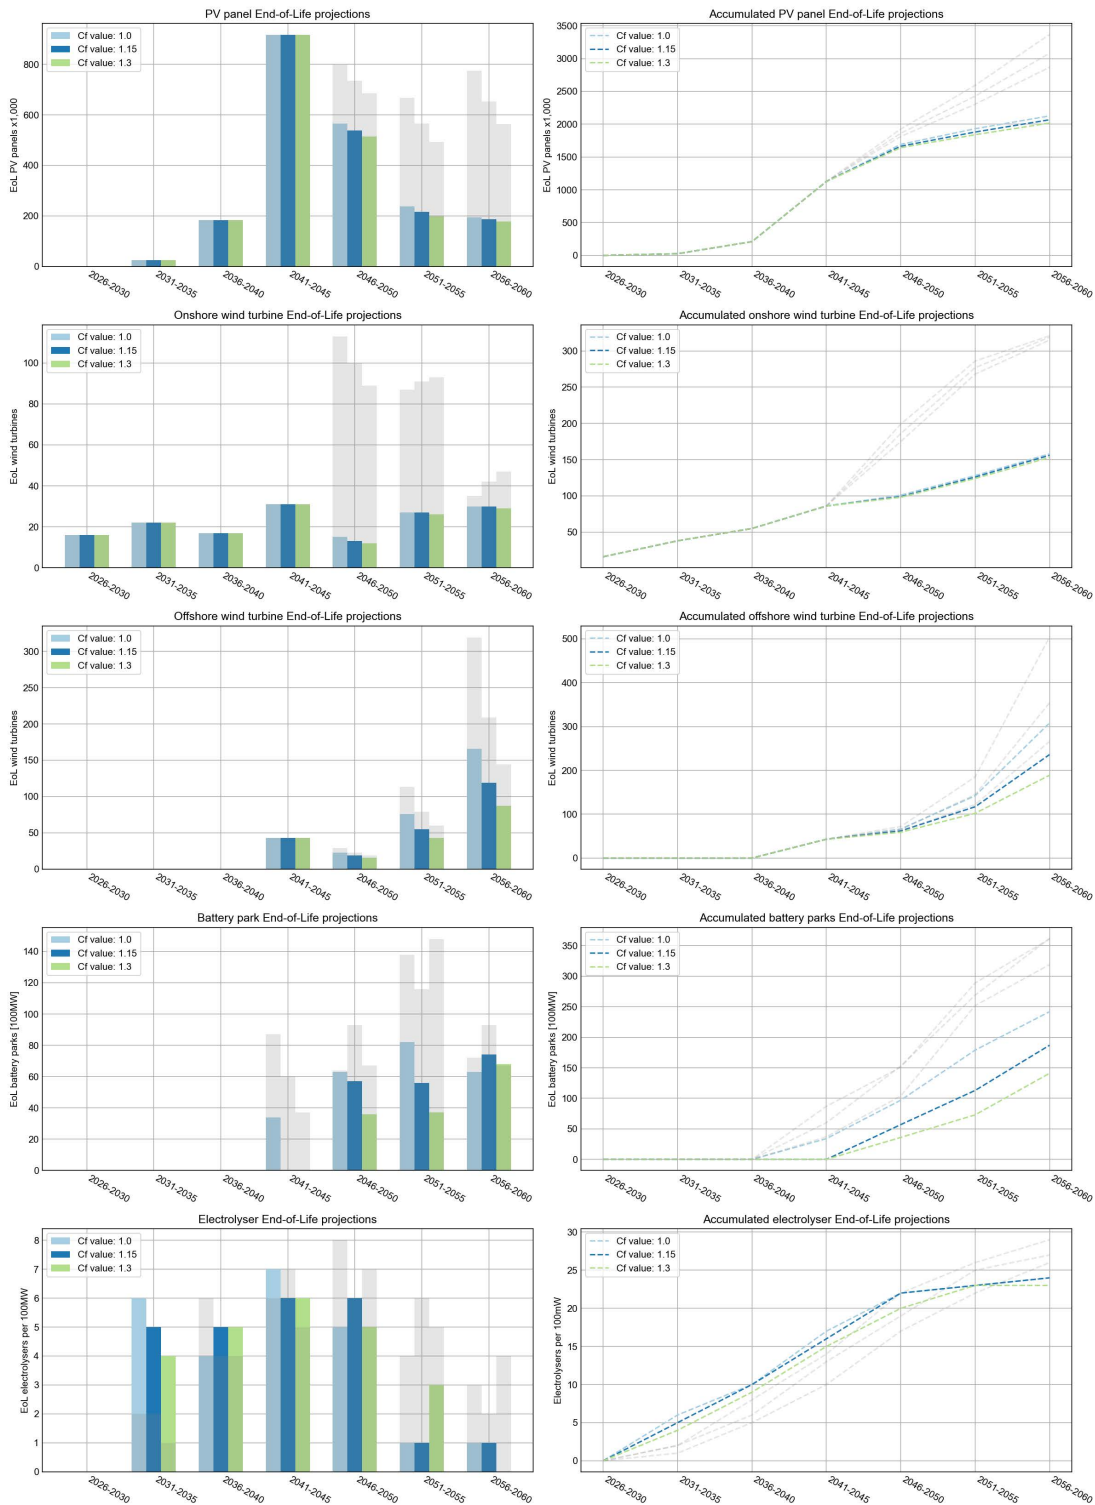 PV panel End-of-Life projections
Cf value: 1.0
Cf value: 1.15
Cf value: 1.3
EoL PV panels x1,000
800
600
400
200
0
2026-2030
2031-2035
2036-2040
2041-2045
2046-2050
2051-2055
2056-2060
Accumulated PV panel End-of-Life projections
Cf value: 1.0
Cf value: 1.15
Cf value: 1.3
EoL PV panels x1,000
3500
3000
2500
2000
1500
1000
500
0
2026-2030
2031-2035
2036-2040
2041-2045
2046-2050
2051-2055
2056-2060
Onshore wind turbine End-of-Life projections
Cf value: 1.0
Cf value: 1.15
Cf value: 1.3
EoL wind turbines
100
80
60
40
20
0
2026-2030
2031-2035
2036-2040
2041-2045
2046-2050
2051-2055
2056-2060
Accumulated onshore wind turbine End-of-Life projections
Cf value: 1.0
Cf value: 1.15
Cf value: 1.3
EoL wind turbines
300
250
200
150
100
50
2026-2030
2031-2035
2036-2040
2041-2045
2046-2050
2051-2055
2056-2060
Offshore wind turbine End-of-Life projections
Cf value: 1.0
Cf value: 1.15
Cf value: 1.3
EoL wind turbines
300
250
200
150
100
50
0
2026-2030
2031-2035
2036-2040
2041-2045
2046-2050
2051-2055
2056-2060
Accumulated offshore wind turbine End-of-Life projections
Cf value: 1.0
Cf value: 1.15
Cf value: 1.3
EoL wind turbines
500
400
300
200
100
0
2026-2030
2031-2035
2036-2040
2041-2045
2046-2050
2051-2055
2056-2060
Battery park End-of-Life projections
Cf value: 1.0
Cf value: 1.15
Cf value: 1.3
EoL battery parks [100MW]
140
120
100
80
60
40
20
0
2026-2030
2031-2035
2036-2040
2041-2045
2046-2050
2051-2055
2056-2060
Accumulated battery parks End-of-Life projections
Cf value: 1.0
Cf value: 1.15
Cf value: 1.3
EoL battery parks [100MW]
350
300
250
200
150
100
50
0
2026-2030
2031-2035
2036-2040
2041-2045
2046-2050
2051-2055
2056-2060
Electrolyser End-of-Life projections
Cf value: 1.0
Cf value: 1.15
Cf value: 1.3
EoL electrolysers per 100MW
8
7
6
5
4
3
2
1
0
2026-2030
2031-2035
2036-2040
2041-2045
2046-2050
2051-2055
2056-2060
Accumulated electrolyser End-of-Life projections
Cf value: 1.0
Cf value: 1.15
Cf value: 1.3
Electrolysers per 100mW
30
25
20
15
10
5
0
2026-2030
2031-2035
2036-2040
2041-2045
2046-2050
2051-2055
2056-2060